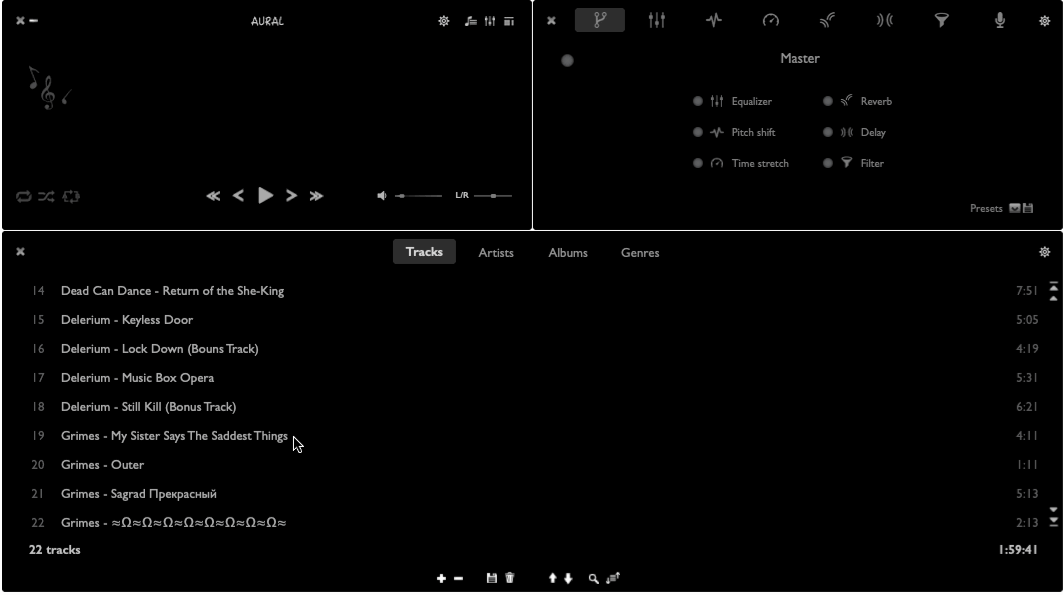 AURAL
Master
Equalizer
Reverb
Pitch shift
Delay
Time stretch
Filter
L/R
Presets
Tracks Artists Albums Genres
14 Dead Can Dance - Return of the She-King 7:51
15 Delerium - Keyless Door 5:05
16 Delerium - Lock Down (Bouns Track) 4:19
17 Delerium - Music Box Opera 5:31
18 Delerium - Still Kill (Bonus Track) 6:21
19 Grimes - My Sister Says The Saddest Things 4:11
20 Grimes - Outer 1:11
21 Grimes - Sagrad Прекрасный 5:13
22 Grimes - ≈Ω≈Ω≈Ω≈Ω≈Ω≈Ω≈Ω≈Ω≈ 2:13
22 tracks 1:59:41